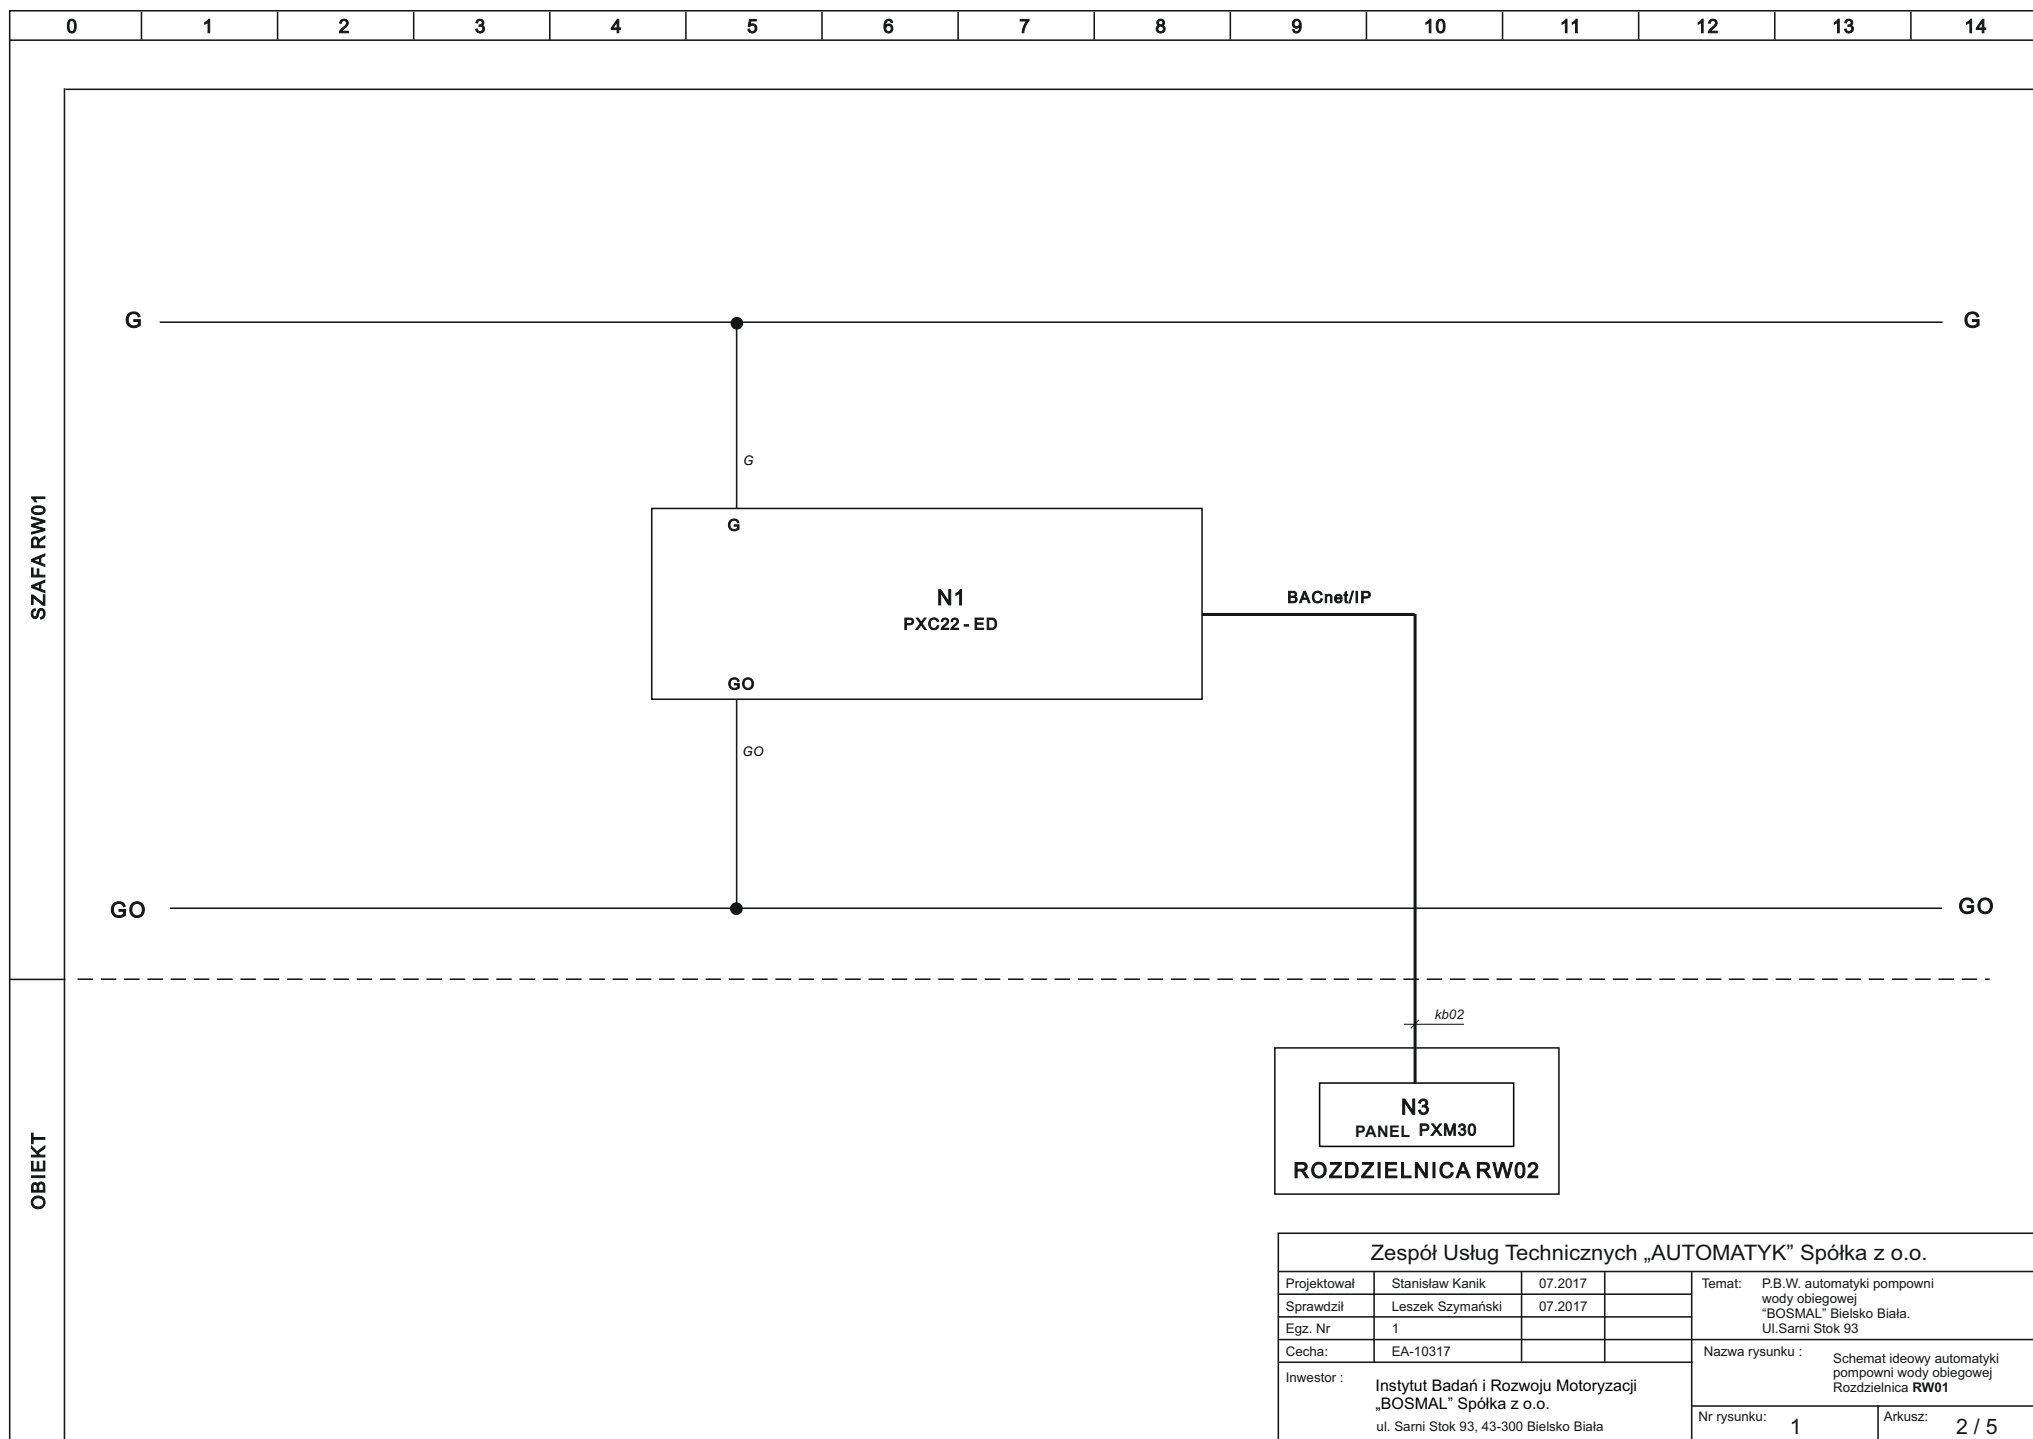 0 1 2 3 4 5 6 7 8 9 10 11 12 13 14
G G
G
SZAFA RW01
G
N1
PXC22 - ED
BACnet/IP
GO
GO
GO GO
kb02
OBIEKT
N3
PANEL PXM30
ROZDZIELNICA RW02
Zespół Usług Technicznych „AUTOMATYK” Spółka z o.o.
Projektował Stanisław Kanik 07.2017
Sprawdził Leszek Szymański 07.2017
Egz. Nr 1
Cecha: EA-10317
Temat: P.B.W. automatyki pompowni
wody obiegowej
“BOSMAL” Bielsko Biała.
Ul.Sarni Stok 93
Nazwa rysunku : Schemat ideowy automatyki
pompowni wody obiegowej
Rozdzielnica RW01
Inwestor : Instytut Badań i Rozwoju Motoryzacji
„BOSMAL” Spółka z o.o.
ul. Sarni Stok 93, 43-300 Bielsko Biała
Nr rysunku: 1 Arkusz: 2 / 5